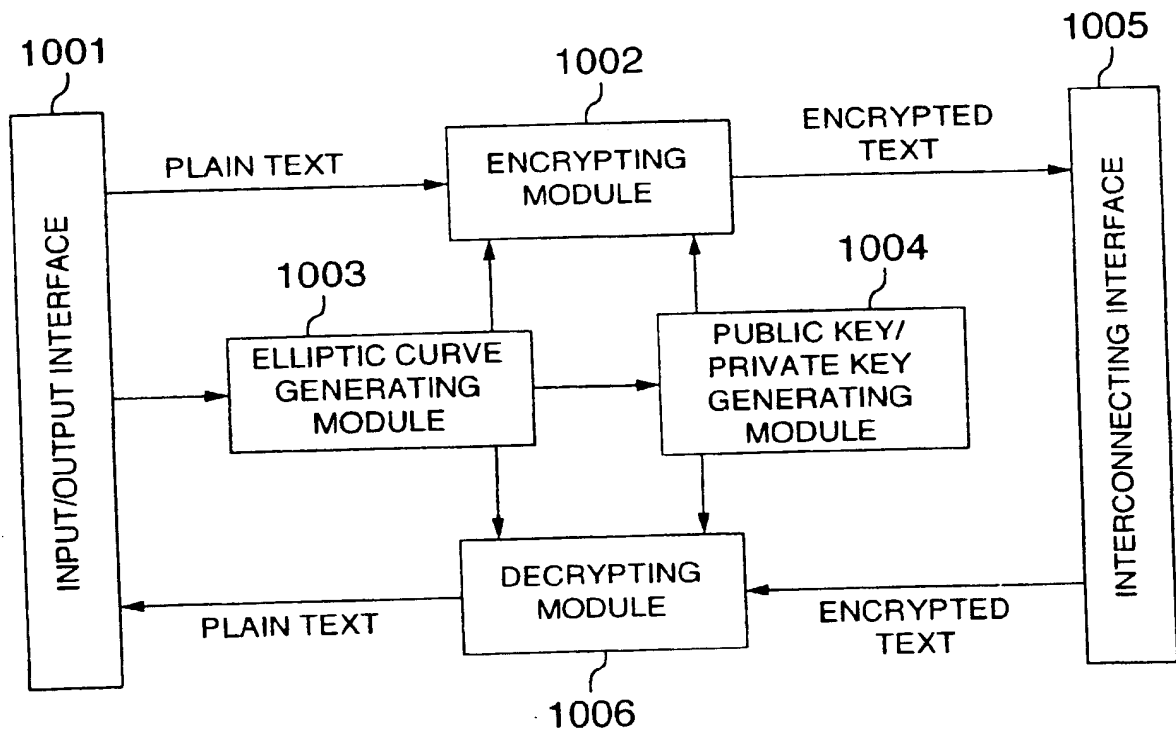 1001
1002
1005
INPUT/OUTPUT INTERFACE
PLAIN TEXT
ENCRYPTING
MODULE
ENCRYPTED
TEXT
INTERCONNECTING INTERFACE
1003
1004
ELLIPTIC CURVE
GENERATING
MODULE
PUBLIC KEY/
PRIVATE KEY
GENERATING
MODULE
PLAIN TEXT
DECRYPTING
MODULE
ENCRYPTED
TEXT
1006